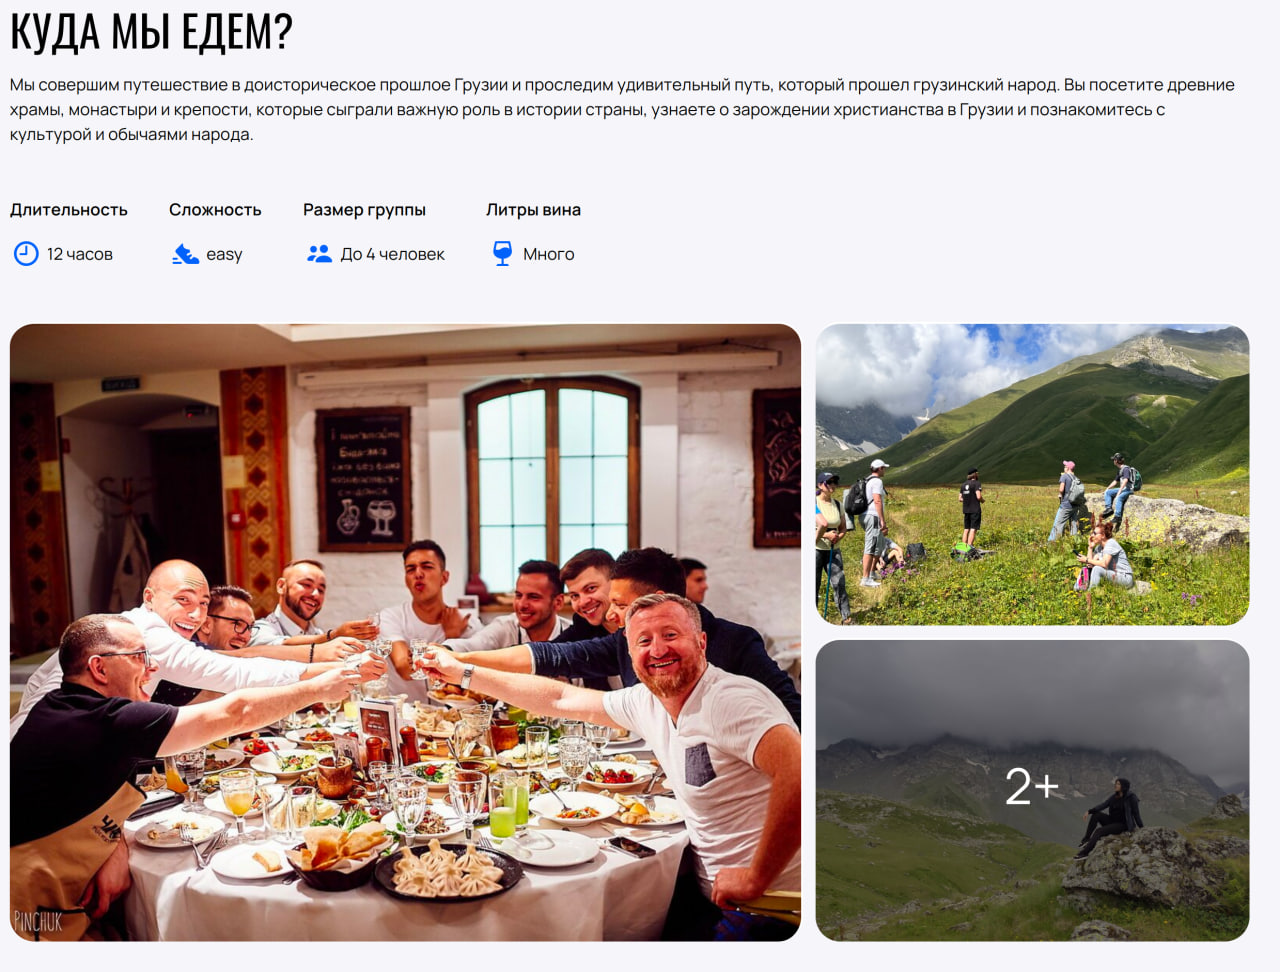 КУДА МЫ ЕДЕМ?
Мы совершим путешествие в доисторическое прошлое Грузии и проследим удивительный путь, который прошел грузинский народ. Вы посетите древние
храмы, монастыри и крепости, которые сыграли важную роль в истории страны, узнаете о зарождении христианства в Грузии и познакомитесь с
культурой и обычаями народа.
Длительность Сложность Размер группы Литры вина
12 часов easy До 4 человек Много
2+
PINCHUK